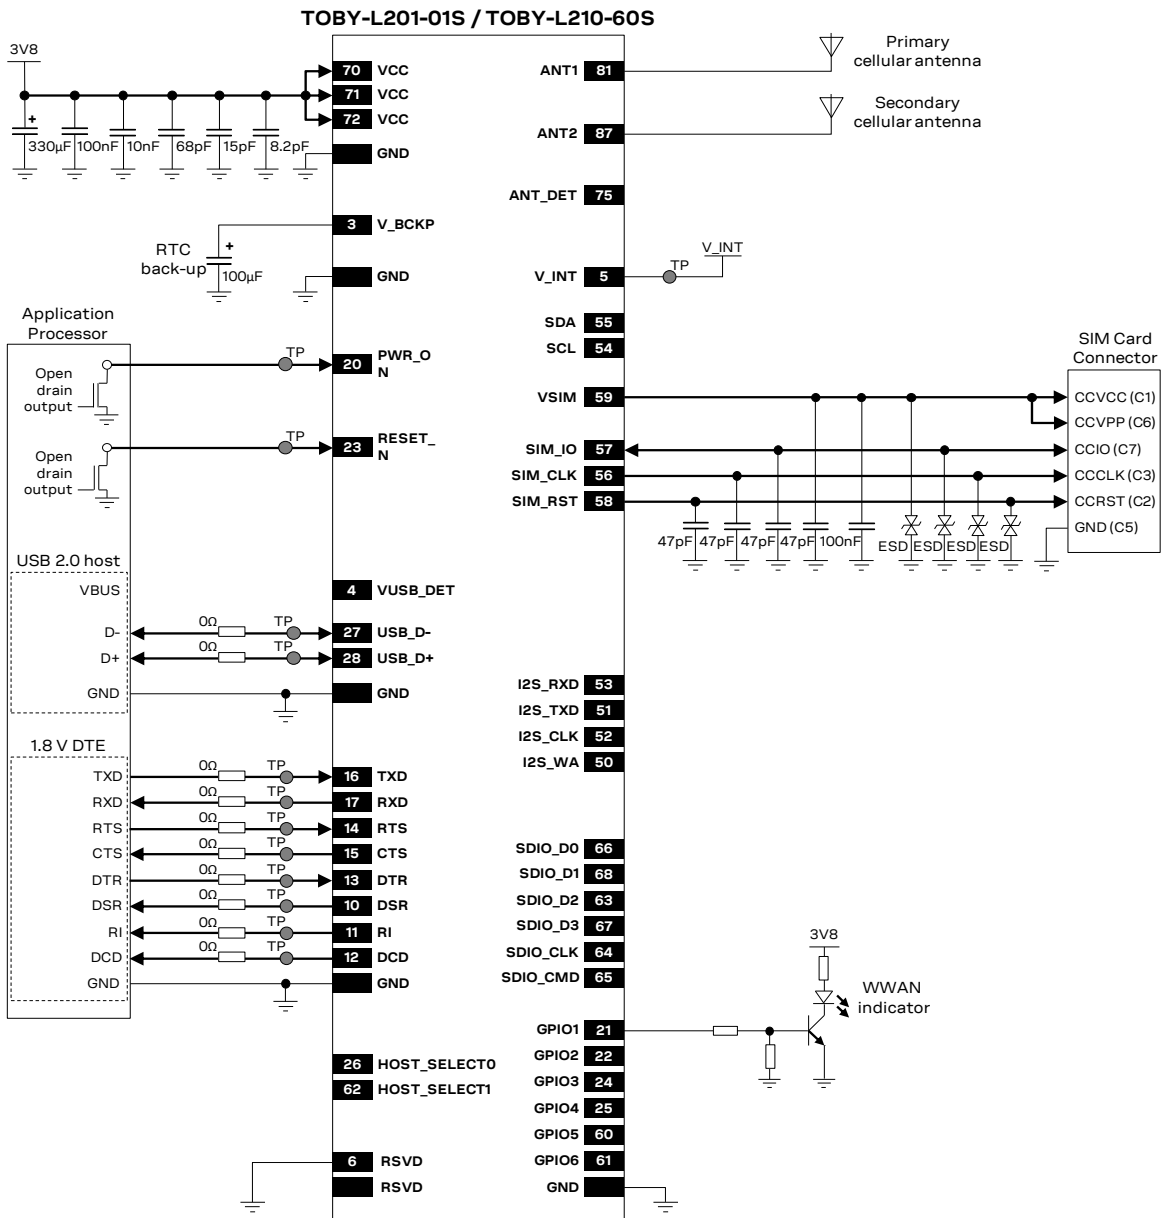 TOBY-L201-01S / TOBY-L210-60S
3V8
70 VCC
71 VCC
72 VCC
330µF 100nF 10nF 68pF 15pF 8.2pF
+
GND
3 V_BCKP
RTC
back-up
+
100µF
GND
Application
Processor
Open
drain
output
TP
20 PWR_O
N
Open
drain
output
TP
23 RESET_
N
USB 2.0 host
VBUS
4 VUSB_DET
D- 0Ω TP 27 USB_D-
D+ 0Ω TP 28 USB_D+
GND GND
1.8 V DTE
TXD 0Ω TP 16 TXD
RXD 0Ω TP 17 RXD
RTS 0Ω TP 14 RTS
CTS 0Ω TP 15 CTS
DTR 0Ω TP 13 DTR
DSR 0Ω TP 10 DSR
RI 0Ω TP 11 RI
DCD 0Ω TP 12 DCD
GND GND
26 HOST_SELECT0
62 HOST_SELECT1
6 RSVD
RSVD
ANT1 81
Primary
cellular antenna
ANT2 87
Secondary
cellular antenna
ANT_DET 75
V_INT 5
TP
V_INT
SDA 55
SCL 54
VSIM 59
SIM_IO 57
SIM_CLK 56
SIM_RST 58
47pF 47pF 47pF 47pF 100nF ESD ESD ESD ESD
SIM Card
Connector
CCVCC (C1)
CCVPP (C6)
CCIO (C7)
CCCLK (C3)
CCRST (C2)
GND (C5)
I2S_RXD 53
I2S_TXD 51
I2S_CLK 52
I2S_WA 50
SDIO_D0 66
SDIO_D1 68
SDIO_D2 63
SDIO_D3 67
SDIO_CLK 64
SDIO_CMD 65
GPIO1 21
GPIO2 22
GPIO3 24
GPIO4 25
GPIO5 60
GPIO6 61
GND
3V8
WWAN
indicator